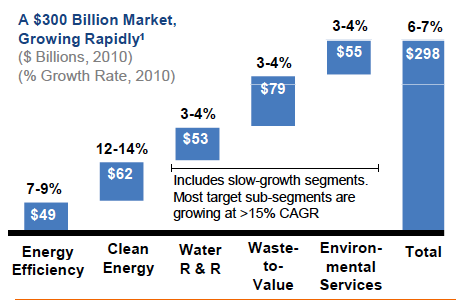 A $300 Billion Market,
Growing Rapidly¹
($ Billions, 2010)
(% Growth Rate, 2010)
7-9%
$49
12-14%
$62
3-4%
$53
3-4%
$79
3-4%
$55
6-7%
$298
Includes slow-growth segments.
Most target sub-segments are
growing at >15% CAGR
Energy
Efficiency
Clean
Energy
Water
R & R
Waste-
to-
Value
Environ-
mental
Services
Total